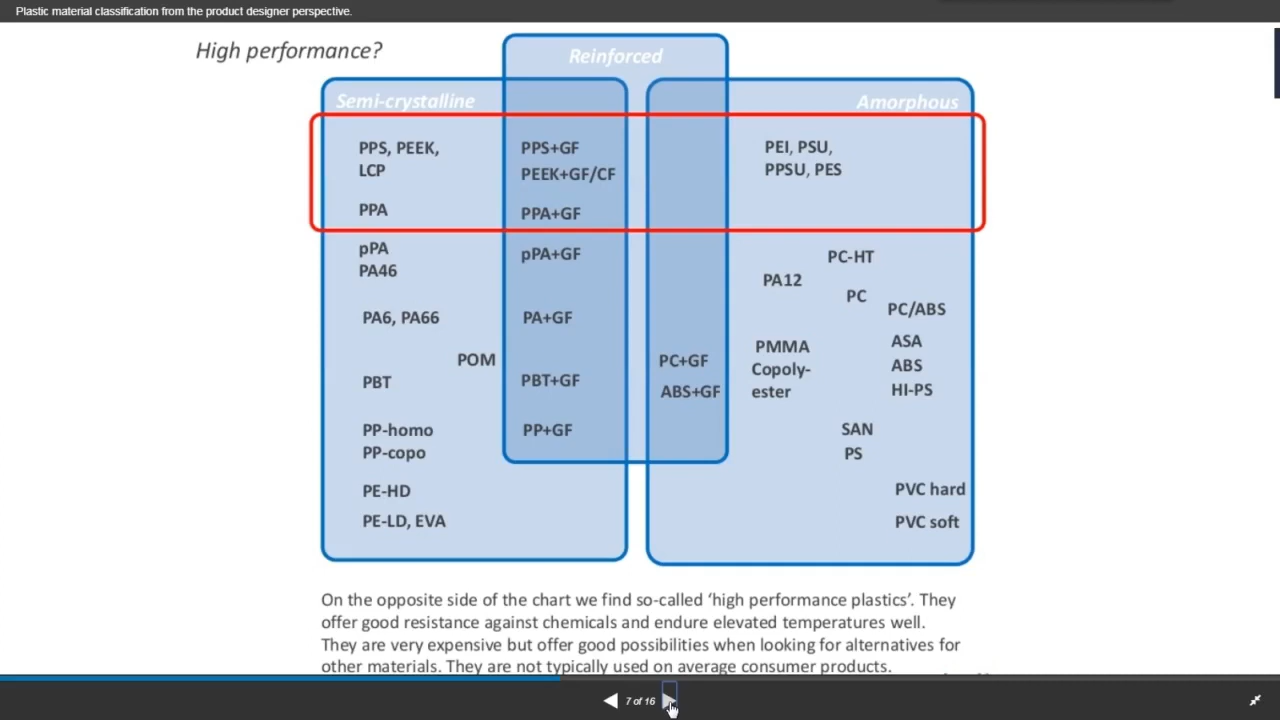 Plastic material classification from the product designer perspective.
High performance?
Reinforced
Semi-crystalline
Amorphous
PPS, PEEK,
LCP
PPA
PPS+GF
PEEK+GF/CF
PPA+GF
PEI, PSU,
PPSU, PES
pPA
PA46
pPA+GF
PC-HT
PA12
PC
PC/ABS
PA6, PA66
PA+GF
POM
PBT
PBT+GF
PC+GF
ABS+GF
PMMA
Copoly-
ester
ASA
ABS
HI-PS
PP-homo
PP-copo
PP+GF
SAN
PS
PE-HD
PE-LD, EVA
PVC hard
PVC soft
On the opposite side of the chart we find so-called ‘high performance plastics’. They
offer good resistance against chemicals and endure elevated temperatures well.
They are very expensive but offer good possibilities when looking for alternatives for
other materials. They are not typically used on average consumer products.
7 of 16